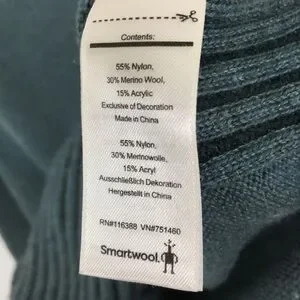 Contents:
55% Nylon,
30% Merino Wool,
15% Acrylic
Exclusive of Decoration
Made in China
55% Nylon,
30% Merinowolle,
15% Acryl
Ausschließlich Dekoration
Hergestellt in China
RN#116388 VN#751460
Smartwool.